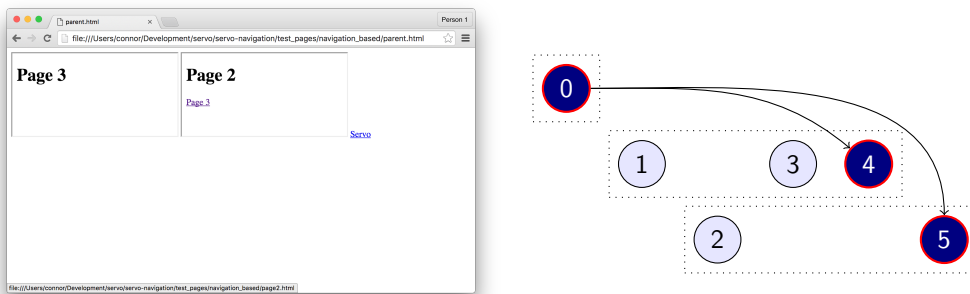 parent.html
Person 1
file:///Users/connor/Development/servo/servo-navigation/test_pages/navigation_based/parent.html
Page 3
Page 2
Page 3
Servo
file:///Users/connor/Development/servo/servo-navigation/test_pages/navigation_based/page2.html
0
1
3
4
2
5